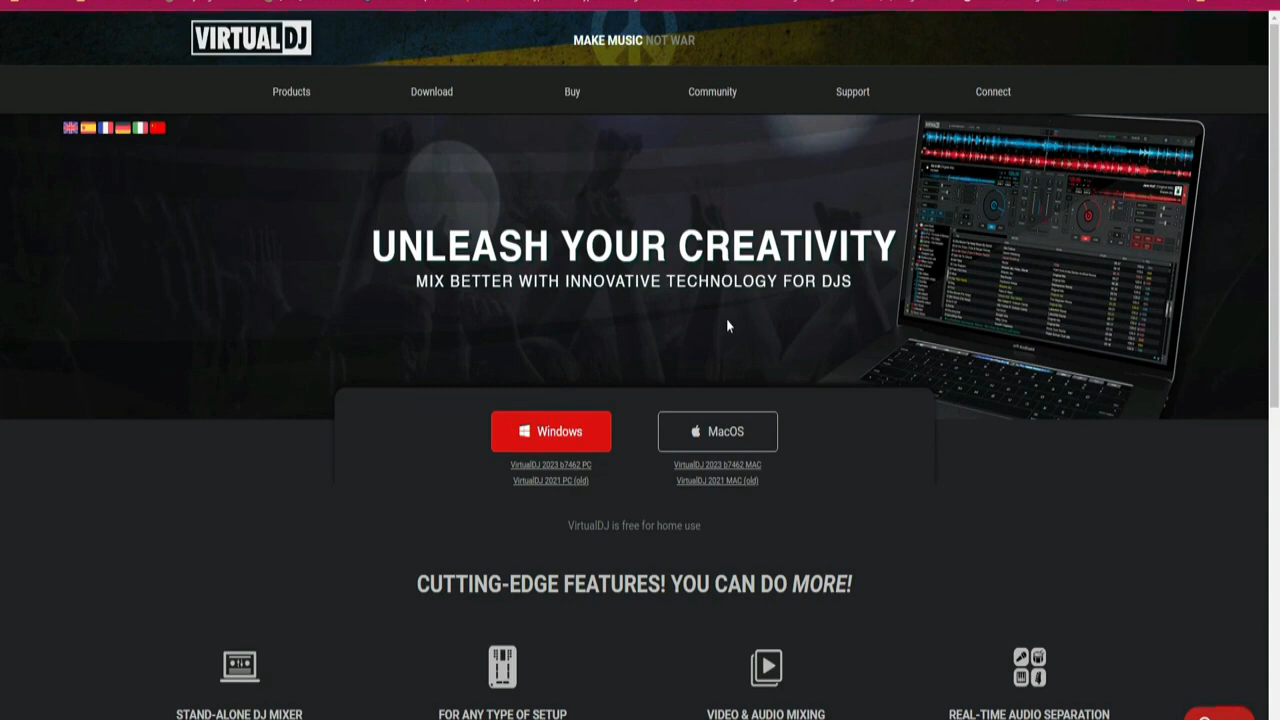 VIRTUAL DJ
MAKE MUSIC NOT WAR
Products
Download
Buy
Community
Support
Connect
UNLEASH YOUR CREATIVITY
MIX BETTER WITH INNOVATIVE TECHNOLOGY FOR DJS
Windows
MacOS
VirtualDJ 2023 b7462 PC
VirtualDJ 2023 b7462 MAC
VirtualDJ 2021 PC (old)
VirtualDJ 2021 MAC (old)
VirtualDJ is free for home use
CUTTING-EDGE FEATURES! YOU CAN DO MORE!
STAND-ALONE DJ MIXER
FOR ANY TYPE OF SETUP
VIDEO & AUDIO MIXING
REAL-TIME AUDIO SEPARATION